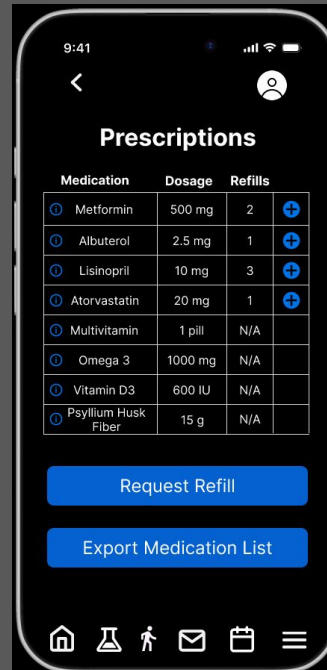 9:41
Prescriptions
Medication Dosage Refills
Metformin 500 mg 2
Albuterol 2.5 mg 1
Lisinopril 10 mg 3
Atorvastatin 20 mg 1
Multivitamin 1 pill N/A
Omega 3 1000 mg N/A
Vitamin D3 600 IU N/A
Psyllium Husk
Fiber 15 g N/A
Request Refill
Export Medication List